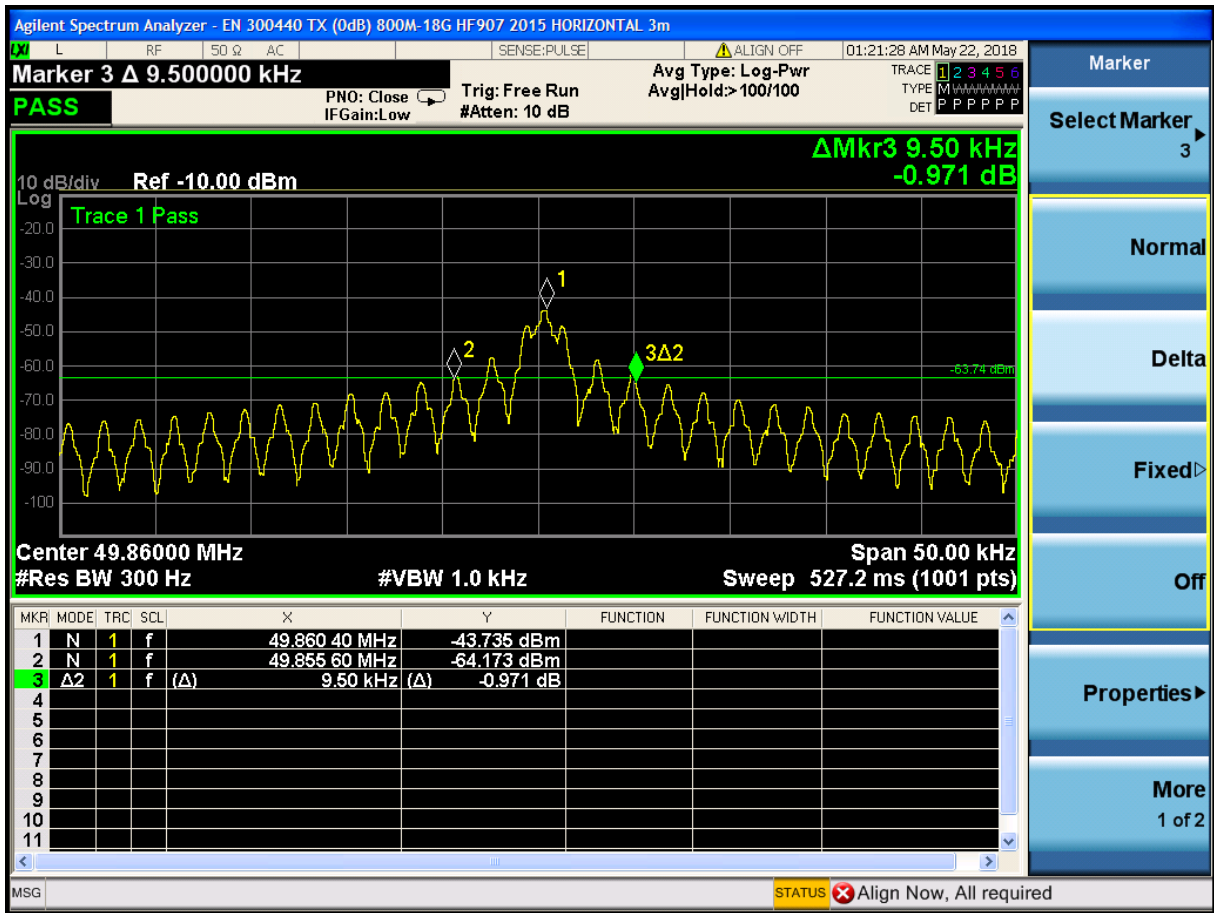 Agilent Spectrum Analyzer - EN 300440 TX (0dB) 800M-18G HF907 2015 HORIZONTAL 3m
LXI L RF 50 Ω AC SENSE:PULSE ALIGN OFF 01:21:28 AM May 22, 2018
Marker 3 Δ 9.500000 kHz
PASS
PNO: Close
IFGain:Low
Trig: Free Run
#Atten: 10 dB
Avg Type: Log-Pwr
Avg|Hold:>100/100
TRACE 1 2 3 4 5 6
TYPE M
DET P P P P P P
ΔMkr3 9.50 kHz
-0.971 dB
10 dB/div Ref -10.00 dBm
Log
Trace 1 Pass
-20.0
-30.0
-40.0
-50.0
-60.0
-70.0
-80.0
-90.0
-100
1
2
3Δ2
-63.74 dBm
Center 49.86000 MHz Span 50.00 kHz
#Res BW 300 Hz #VBW 1.0 kHz Sweep 527.2 ms (1001 pts)
MKR MODE TRC SCL X Y FUNCTION FUNCTION WIDTH FUNCTION VALUE
1 N 1 f 49.860 40 MHz -43.735 dBm
2 N 1 f 49.855 60 MHz -64.173 dBm
3 Δ2 1 f (Δ) 9.50 kHz (Δ) -0.971 dB
4
5
6
7
8
9
10
11
MSG STATUS Align Now, All required
Marker
Select Marker
3
Normal
Delta
Fixed
Off
Properties
More
1 of 2